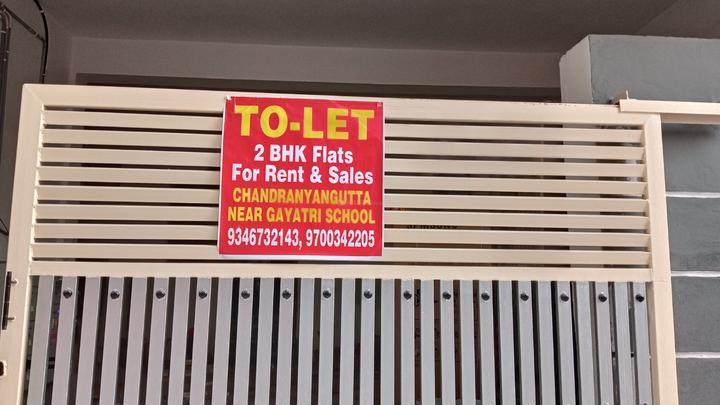 TO-LET
2 BHK Flats
For Rent & Sales
CHANDRANYANGUTTA
NEAR GAYATRI SCHOOL
9346732143, 9700342205